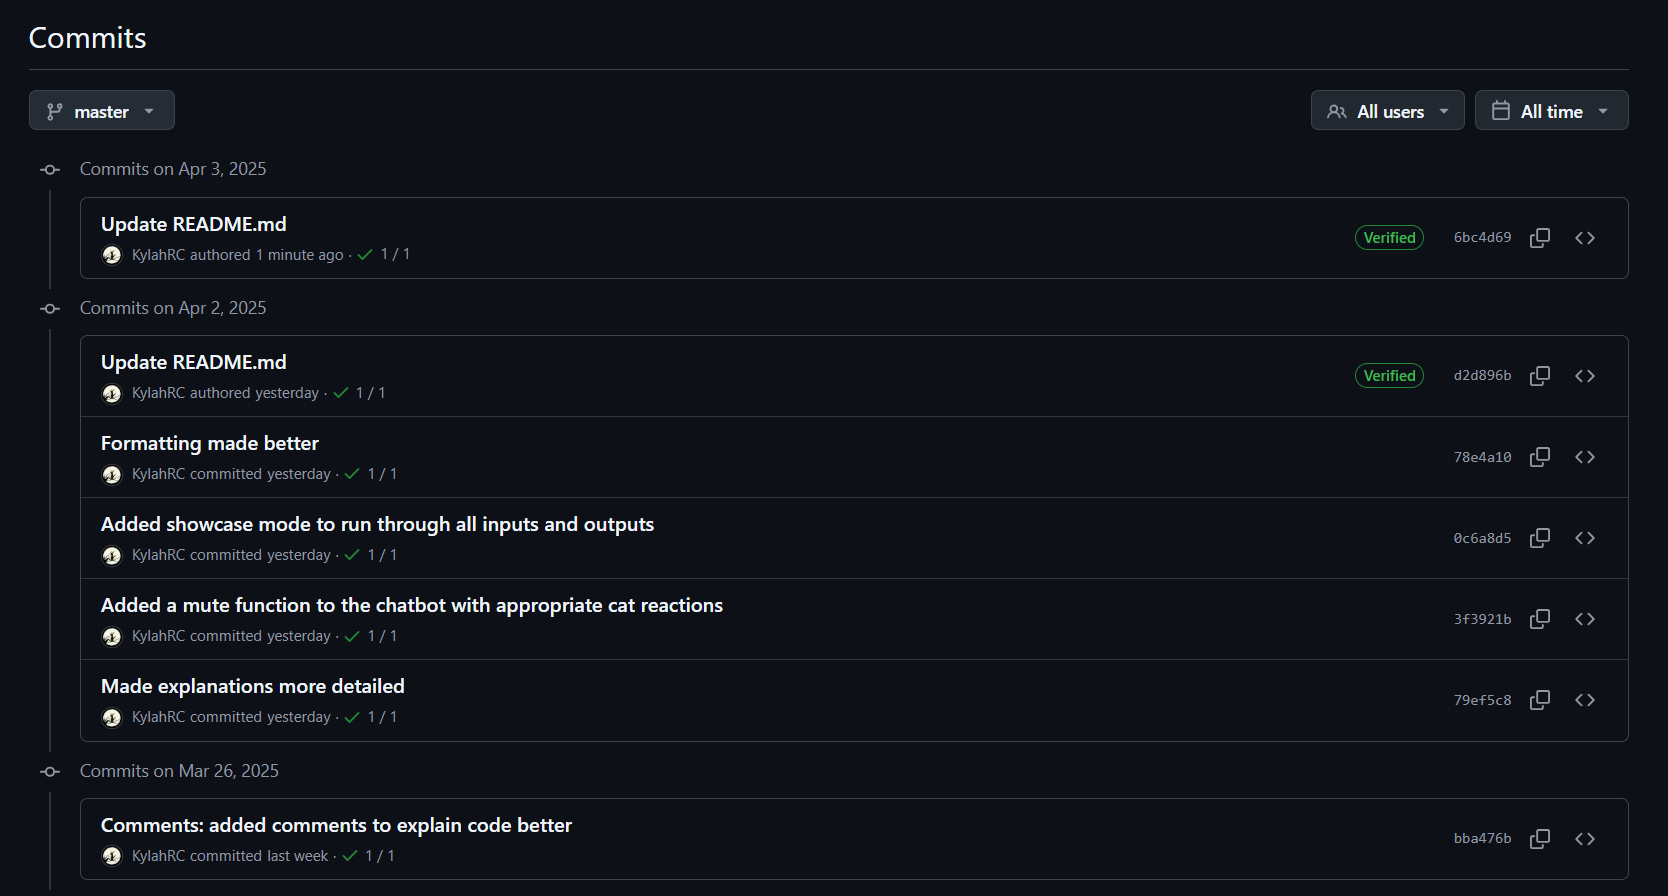 Commits
master
All users
All time
Commits on Apr 3, 2025
Update README.md
Verified
6bc4d69
KylahRC authored 1 minute ago · 1 / 1
Commits on Apr 2, 2025
Update README.md
Verified
d2d896b
KylahRC authored yesterday · 1 / 1
Formatting made better
78e4a10
KylahRC committed yesterday · 1 / 1
Added showcase mode to run through all inputs and outputs
0c6a8d5
KylahRC committed yesterday · 1 / 1
Added a mute function to the chatbot with appropriate cat reactions
3f3921b
KylahRC committed yesterday · 1 / 1
Made explanations more detailed
79ef5c8
KylahRC committed yesterday · 1 / 1
Commits on Mar 26, 2025
Comments: added comments to explain code better
bba476b
KylahRC committed last week · 1 / 1